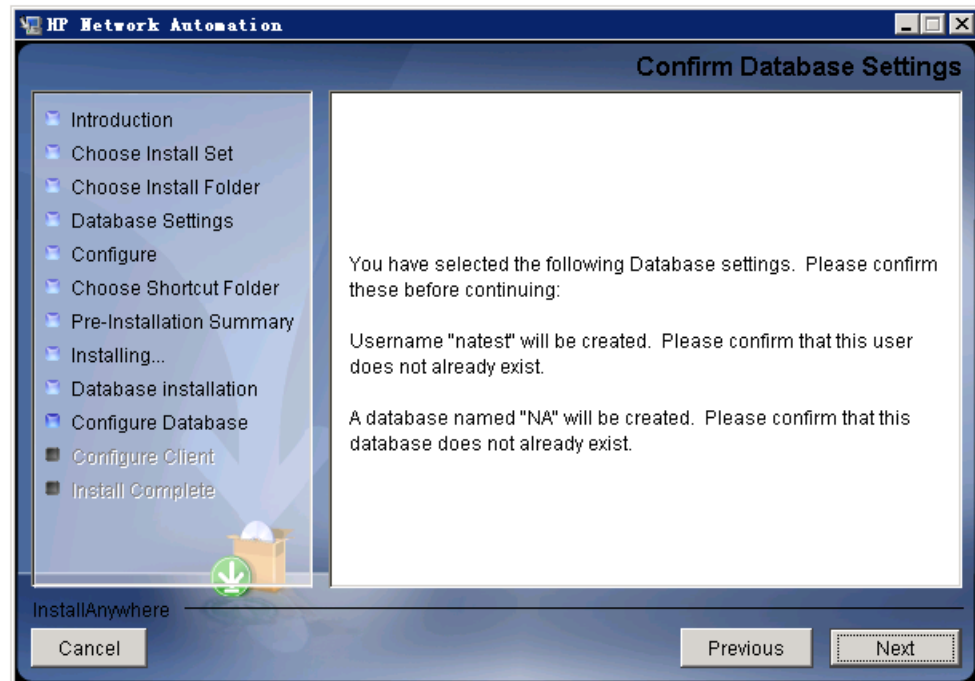 HP Network Automation
Confirm Database Settings
Introduction
Choose Install Set
Choose Install Folder
Database Settings
Configure
Choose Shortcut Folder
Pre-Installation Summary
Installing...
Database installation
Configure Database
Configure Client
Install Complete
You have selected the following Database settings.  Please confirm
these before continuing:
Username "natest" will be created.  Please confirm that this user
does not already exist.
A database named "NA" will be created.  Please confirm that this
database does not already exist.
InstallAnywhere
Cancel
Previous
Next